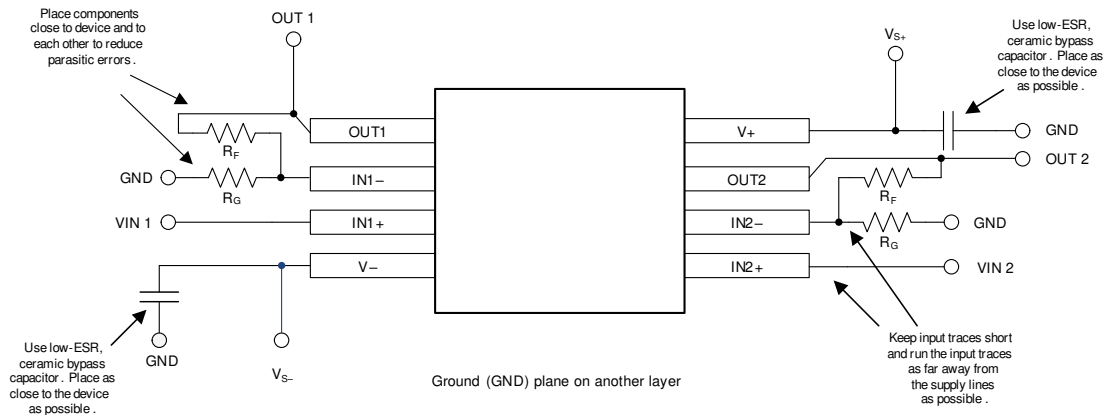 Place components
close to device and to
each other to reduce
parasitic errors .
OUT 1
VS+
Use low-ESR,
ceramic bypass
capacitor . Place as
close to the device
as possible .
OUT1
V+
GND
RF
OUT 2
GND
RG
IN1−
OUT2
RF
VIN 1
IN1+
IN2−
RG
GND
V−
IN2+
VIN 2
Use low-ESR,
ceramic bypass
capacitor . Place as
close to the device
as possible .
GND
VS−
Ground (GND) plane on another layer
Keep input traces short
and run the input traces
as far away from
the supply lines
as possible .